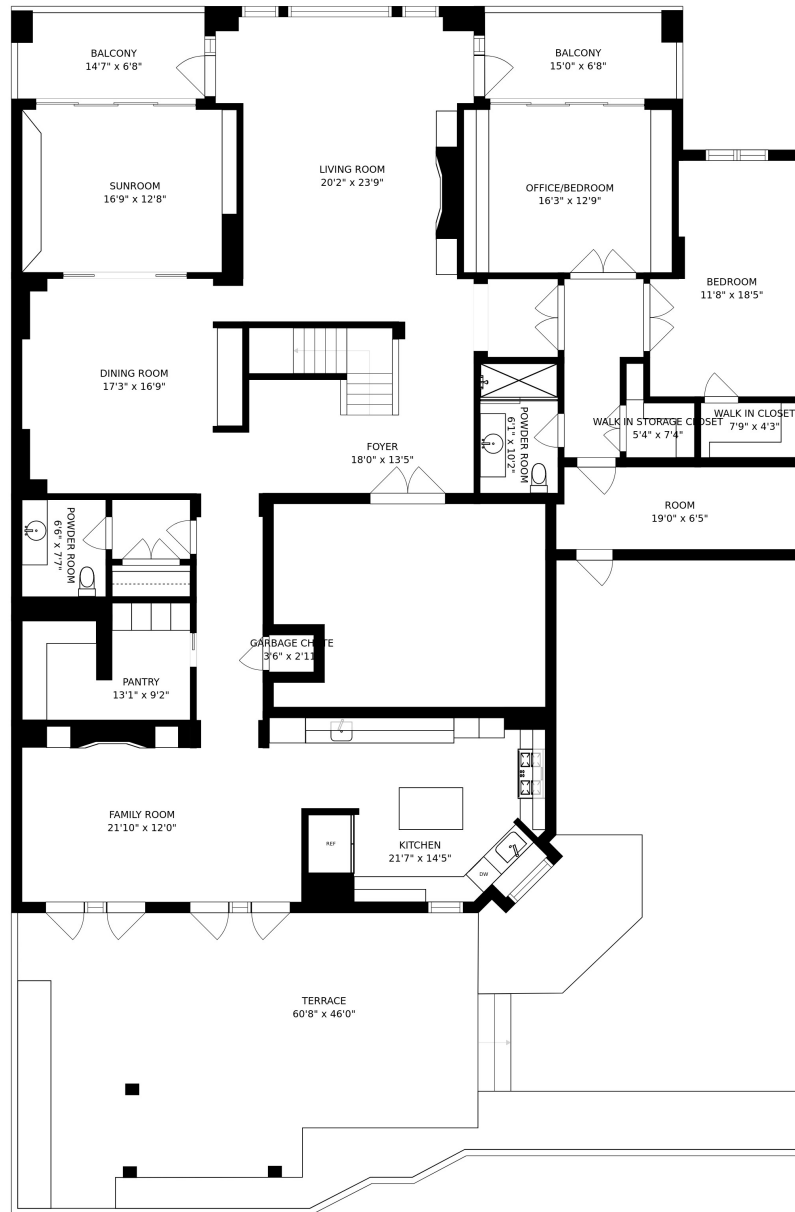 BALCONY
14'7" x 6'8"
BALCONY
15'0" x 6'8"
SUNROOM
16'9" x 12'8"
LIVING ROOM
20'2" x 23'9"
OFFICE/BEDROOM
16'3" x 12'9"
BEDROOM
11'8" x 18'5"
DINING ROOM
17'3" x 16'9"
WALK IN STORAGE CLOSET
5'4" x 7'4"
WALK IN CLOSET
7'9" x 4'3"
POWDER ROOM
6'1" x 10'2"
FOYER
18'0" x 13'5"
ROOM
19'0" x 6'5"
POWDER ROOM
6'6" x 7'7"
GARBAGE
3'6" x 2'11
PANTRY
13'1" x 9'2"
FAMILY ROOM
21'10" x 12'0"
KITCHEN
21'7" x 14'5"
REF
DW
TERRACE
60'8" x 46'0"